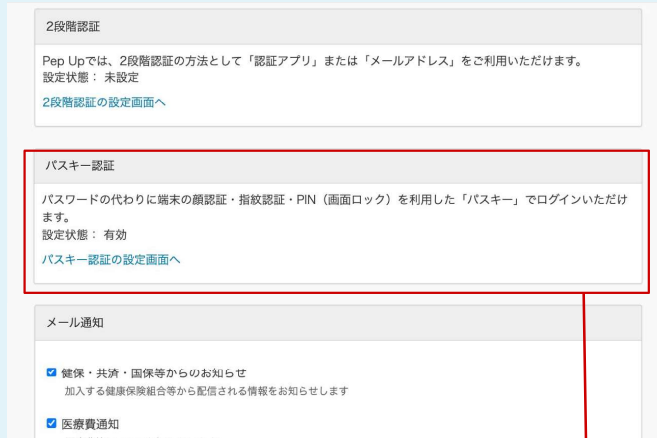 2段階認証
Pep Upでは、2段階認証の方法として「認証アプリ」または「メールアドレス」をご利用いただけます。
設定状態： 未設定
2段階認証の設定画面へ
パスキー認証
パスワードの代わりに端末の顔認証・指紋認証・PIN（画面ロック）を利用した「パスキー」でログインいただけ
ます。
設定状態： 有効
パスキー認証の設定画面へ
メール通知
健保・共済・国保等からのお知らせ
加入する健康保険組合等から配信される情報をお知らせします
医療費通知